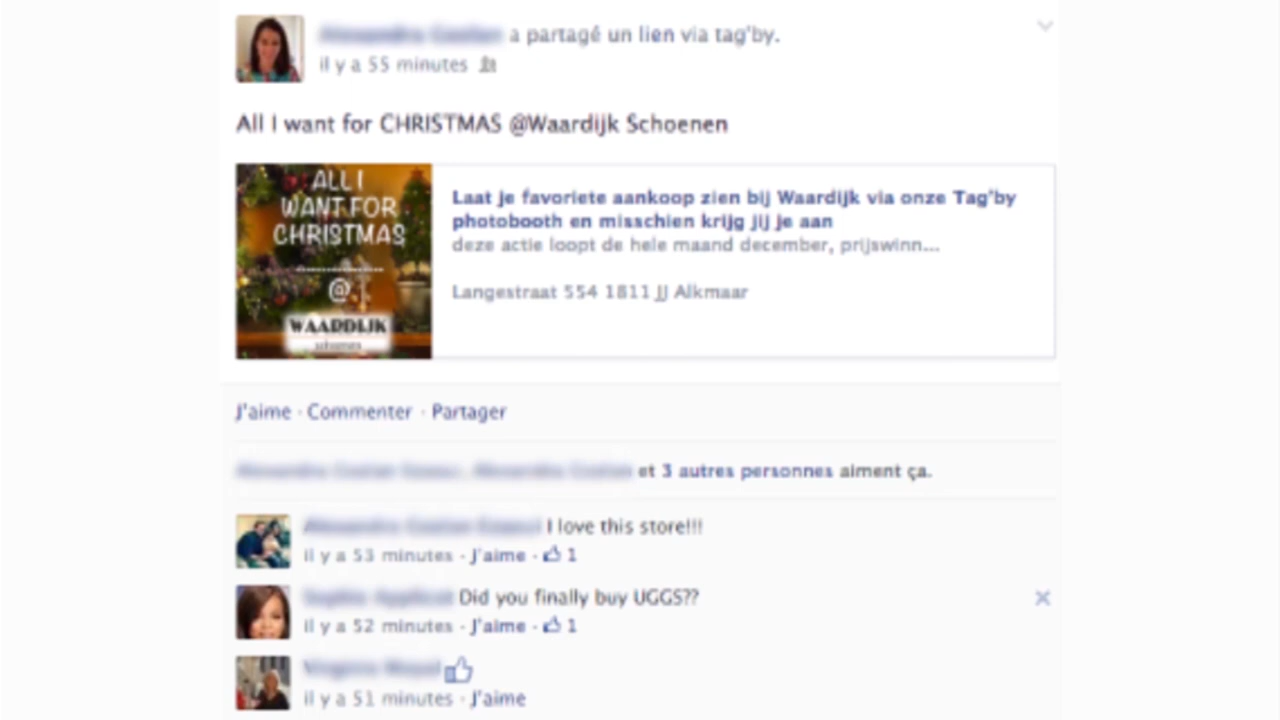 a partagé un lien via tag'by.
il y a 55 minutes
All I want for CHRISTMAS @Waardijk Schoenen
ALL I
WANT FOR
CHRISTMAS
@
WAARDIJK
schoenen
Laat je favoriete aankoop zien bij Waardijk via onze Tag'by
photobooth en misschien krijg jij je aan
deze actie loopt de hele maand december, prijswinn...
Langestraat 554 1811 JJ Alkmaar
J'aime · Commenter · Partager
et 3 autres personnes aiment ça.
I love this store!!!
il y a 53 minutes · J'aime · 1
Did you finally buy UGGS??
il y a 52 minutes · J'aime · 1
il y a 51 minutes · J'aime